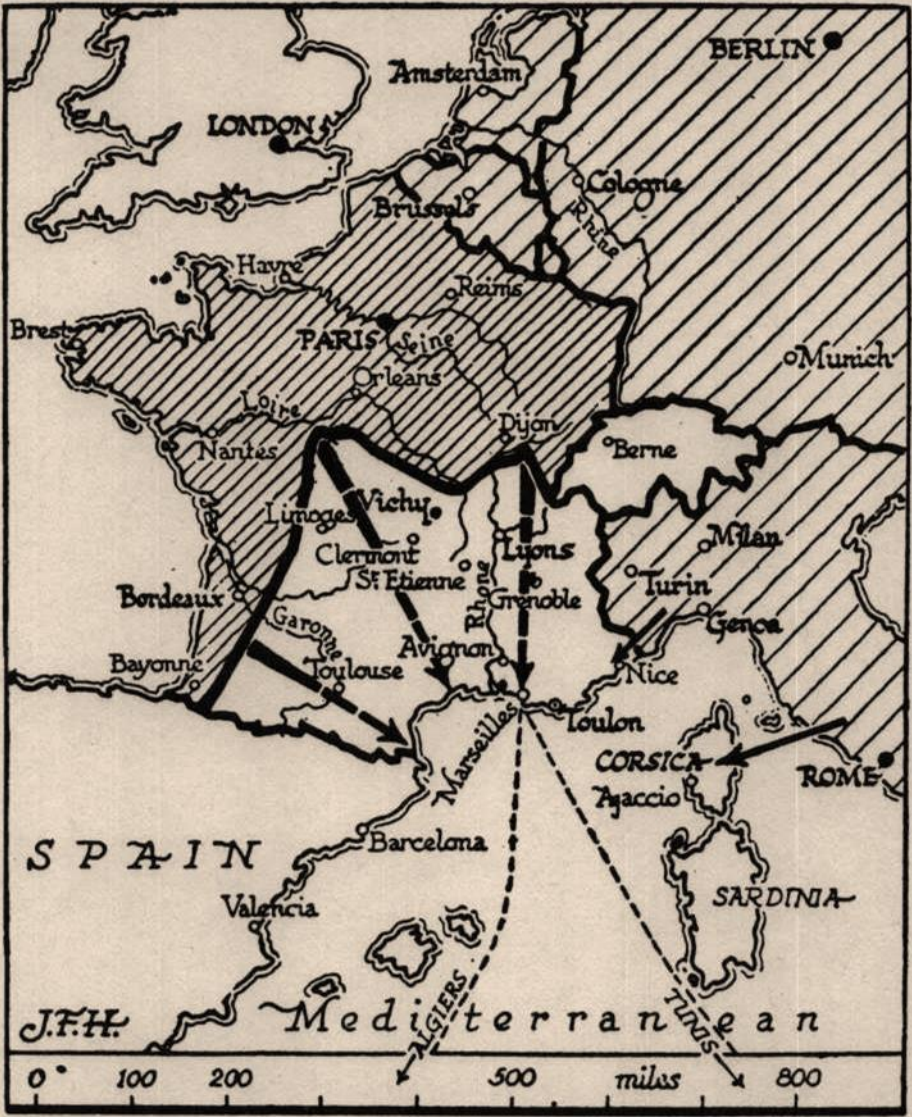 BERLIN
Amsterdam
LONDON
Cologne
Brussels
Rhine
Havre
Reims
Brest
PARIS
Seine
Munich
Orleans
Loire
Dijon
Nantes
Berne
Limoges
Vichy
Clermont
Lyons
Milan
St Etienne
Turin
Bordeaux
Rhone
Grenoble
Garonne
Genoa
Avignon
Bayonne
Toulouse
Nice
Marseilles
Toulon
CORSICA
ROME
Ajaccio
SPAIN
Barcelona
SARDINIA
Valencia
ALGIERS
TUNIS
J.F.H.
Mediterranean
0 100 200 500 miles 800